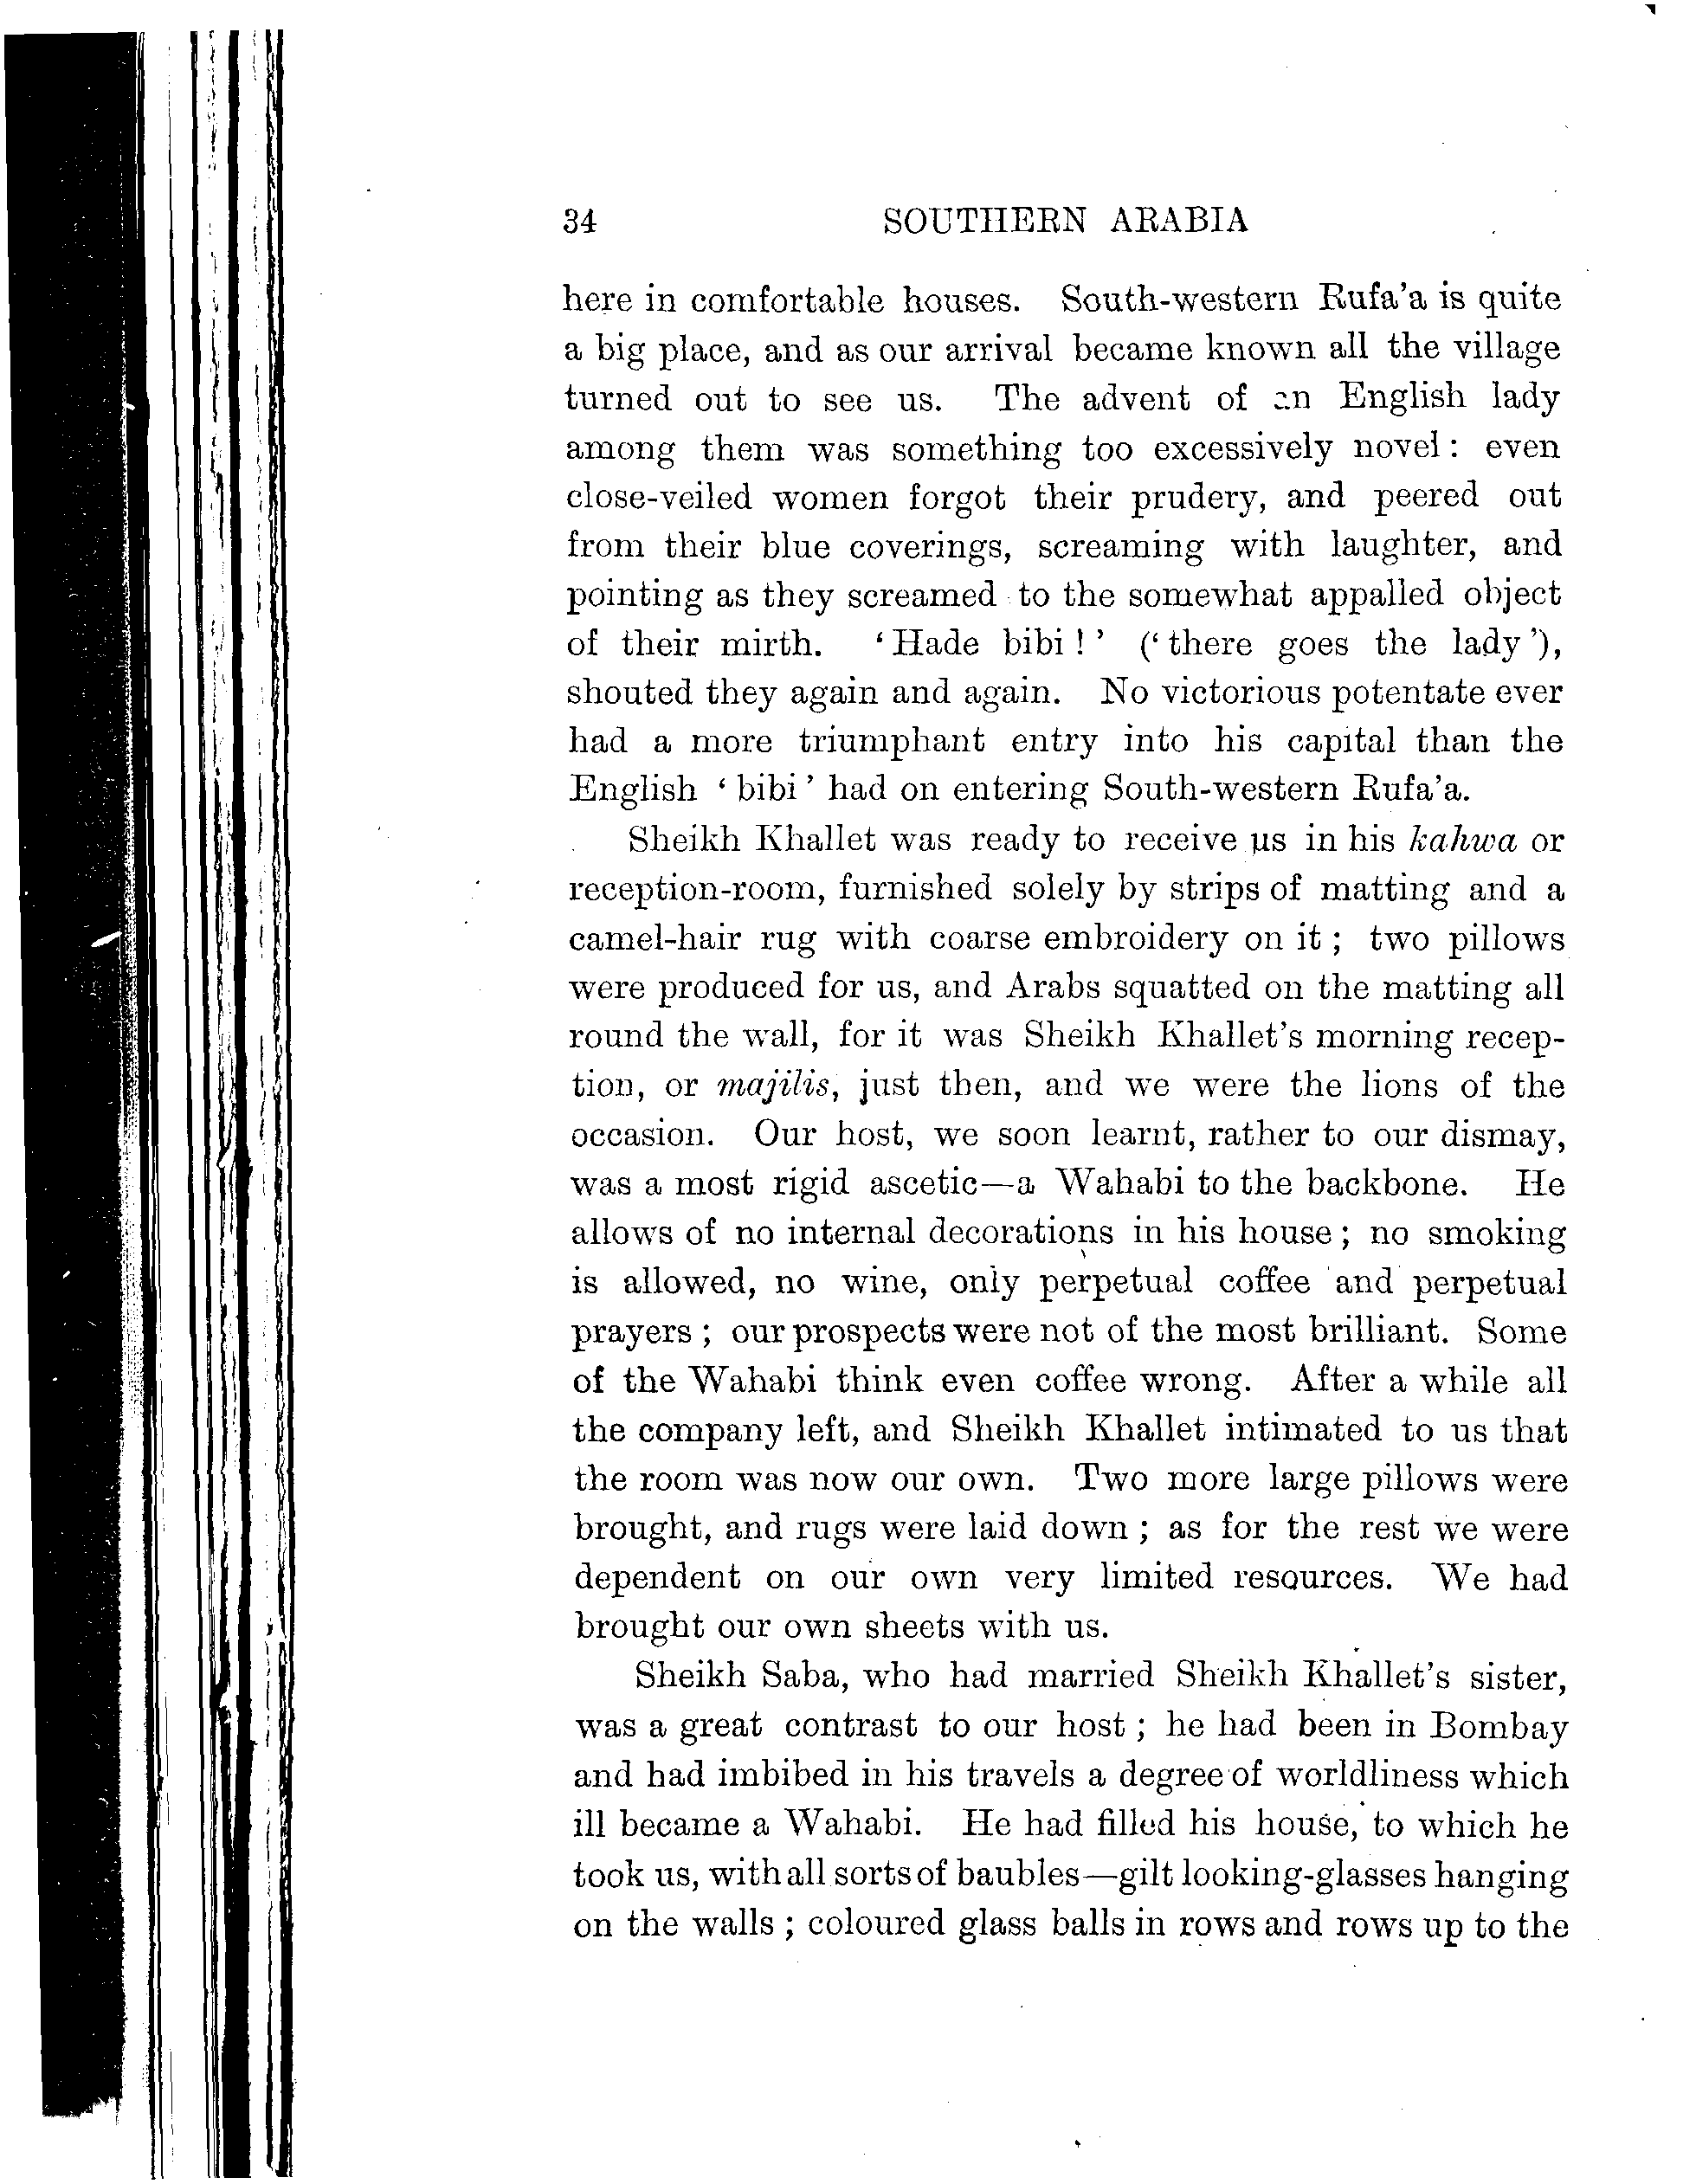 34 SOUTHERN ARABIA
here in comfortable houses. South-western Rufa'a is quite
a big place, and as our arrival became known all the village
turned out to see us. The advent of an English lady
among them was something too excessively novel: even
close-veiled women forgot their prudery, and peered out
from their blue coverings, screaming with laughter, and
pointing as they screamed to the somewhat appalled object
of their mirth. 'Hade bibi!' ('there goes the lady'),
shouted they again and again. No victorious potentate ever
had a more triumphant entry into his capital than the
English 'bibi' had on entering South-western Rufa'a.
Sheikh Khallet was ready to receive us in his kahwa or
reception-room, furnished solely by strips of matting and a
camel-hair rug with coarse embroidery on it; two pillows
were produced for us, and Arabs squatted on the matting all
round the wall, for it was Sheikh Khallet's morning recep-
tion, or majilis, just then, and we were the lions of the
occasion. Our host, we soon learnt, rather to our dismay,
was a most rigid ascetic—a Wahabi to the backbone. He
allows of no internal decorations in his house; no smoking
is allowed, no wine, only perpetual coffee and perpetual
prayers; our prospects were not of the most brilliant. Some
of the Wahabi think even coffee wrong. After a while all
the company left, and Sheikh Khallet intimated to us that
the room was now our own. Two more large pillows were
brought, and rugs were laid down; as for the rest we were
dependent on our own very limited resources. We had
brought our own sheets with us.
Sheikh Saba, who had married Sheikh Khallet's sister,
was a great contrast to our host; he had been in Bombay
and had imbibed in his travels a degree of worldliness which
ill became a Wahabi. He had filled his house, to which he
took us, with all sorts of baubles—gilt looking-glasses hanging
on the walls; coloured glass balls in rows and rows up to the